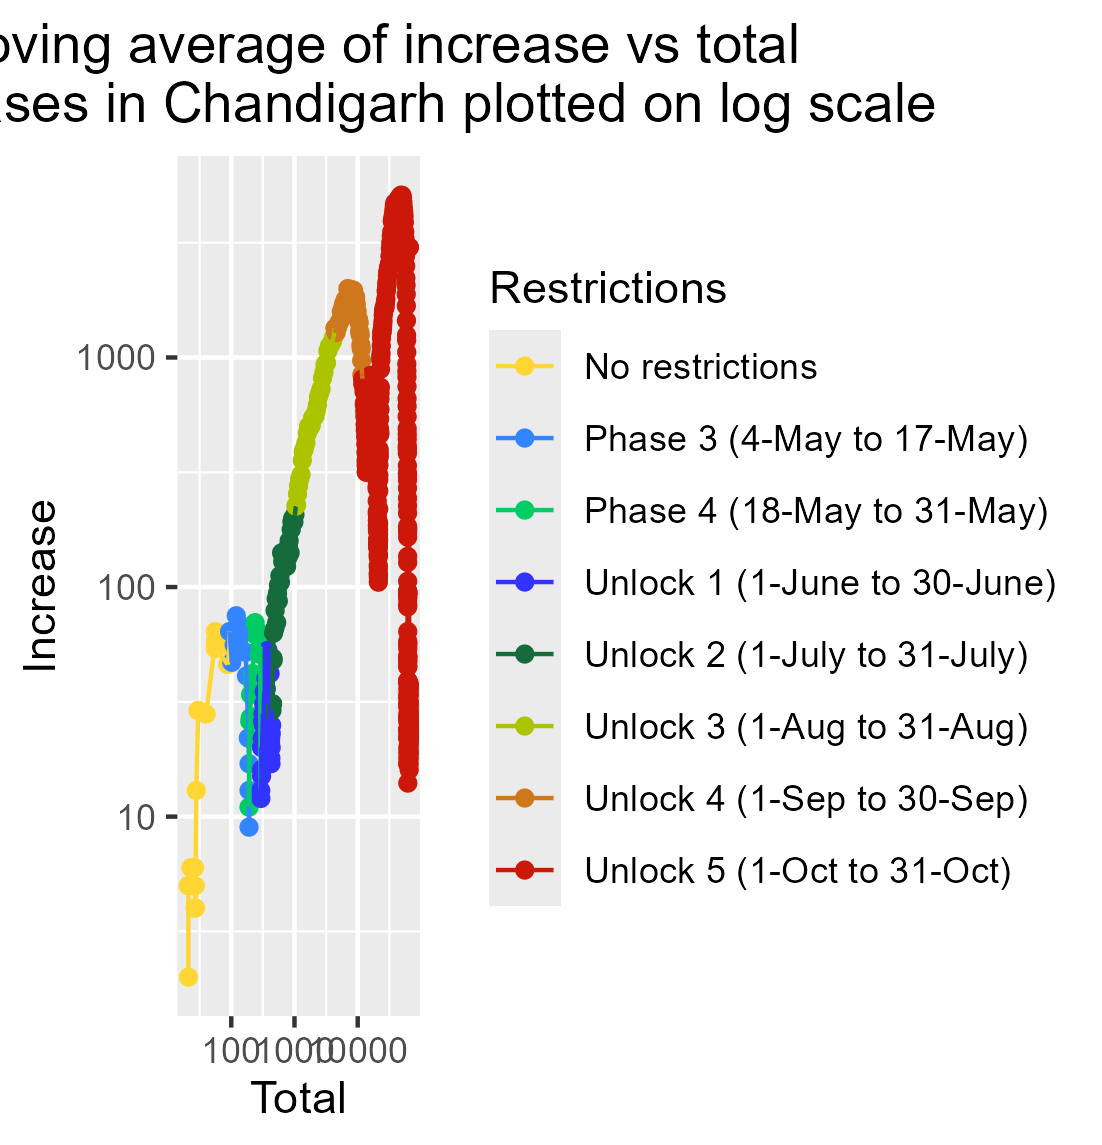 oving average of increase vs total
ses in Chandigarh plotted on log scale
Increase
1000
100
10
100
1000
10000
Total
Restrictions
No restrictions
Phase 3 (4-May to 17-May)
Phase 4 (18-May to 31-May)
Unlock 1 (1-June to 30-June)
Unlock 2 (1-July to 31-July)
Unlock 3 (1-Aug to 31-Aug)
Unlock 4 (1-Sep to 30-Sep)
Unlock 5 (1-Oct to 31-Oct)